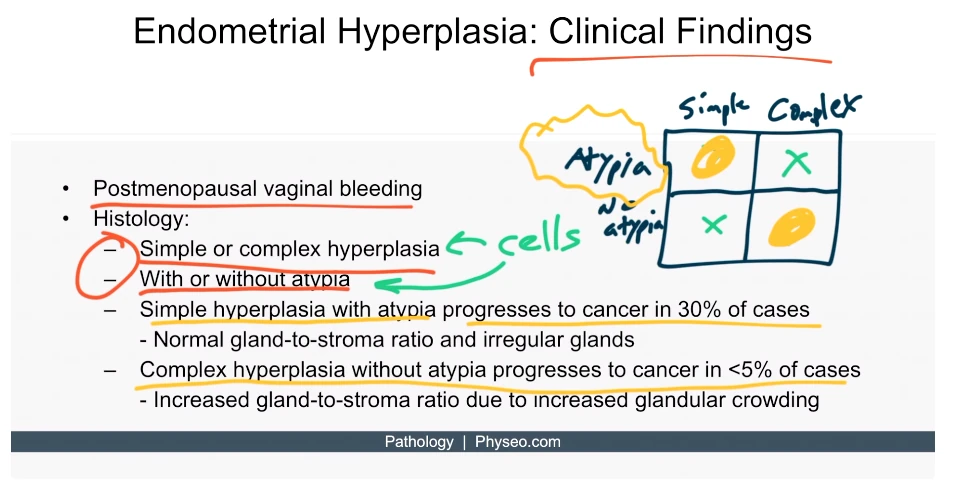 Endometrial Hyperplasia: Clinical Findings
Simple Complex
Atypia
No atypia
• Postmenopausal vaginal bleeding
• Histology:
– Simple or complex hyperplasia
cells
– With or without atypia
– Simple hyperplasia with atypia progresses to cancer in 30% of cases
- Normal gland-to-stroma ratio and irregular glands
– Complex hyperplasia without atypia progresses to cancer in <5% of cases
- Increased gland-to-stroma ratio due to increased glandular crowding
Pathology | Physeo.com